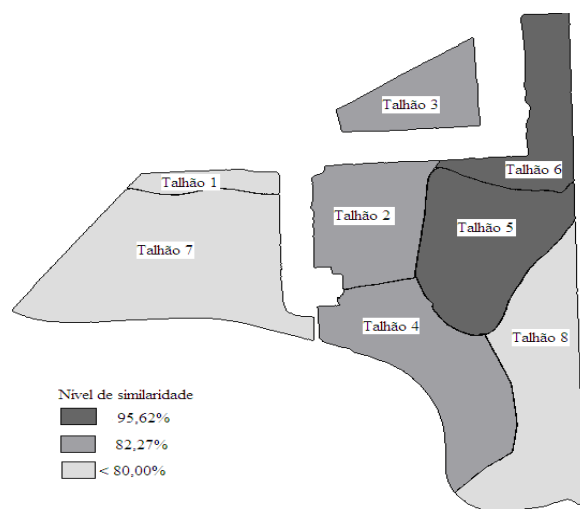 Talhão 3
Talhão 6
Talhão 1
Talhão 2
Talhão 5
Talhão 7
Talhão 4
Talhão 8
Nível de similaridade
95,62%
82,27%
< 80,00%